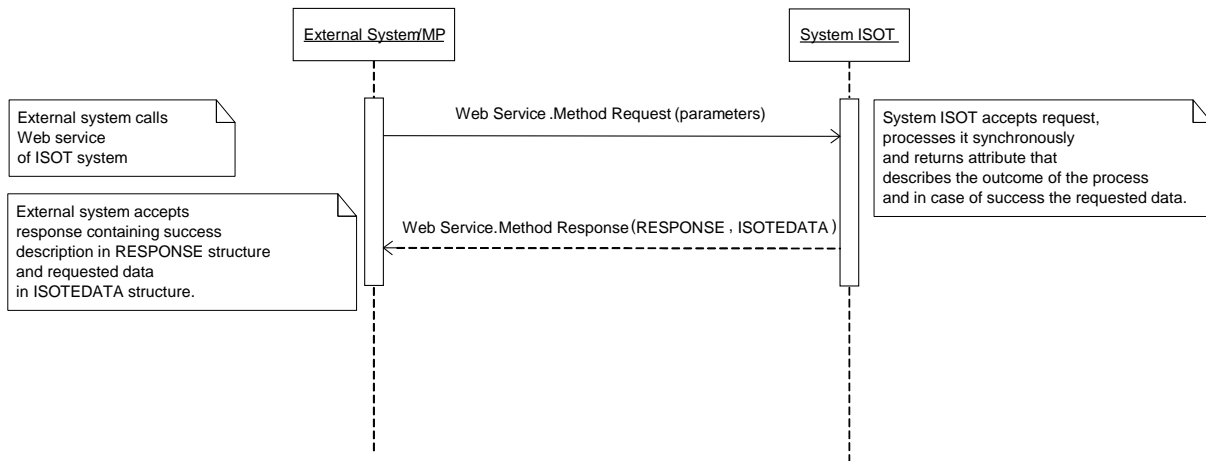 External System/MP
System ISOT
External system calls
Web service
of ISOT system
Web Service.Method Request (parameters)
System ISOT accepts request,
processes it synchronously
and returns attribute that
describes the outcome of the process
and in case of success the requested data.
External system accepts
response containing success
description in RESPONSE structure
and requested data
in ISOTEDATA structure.
Web Service.Method Response (RESPONSE, ISOTEDATA)